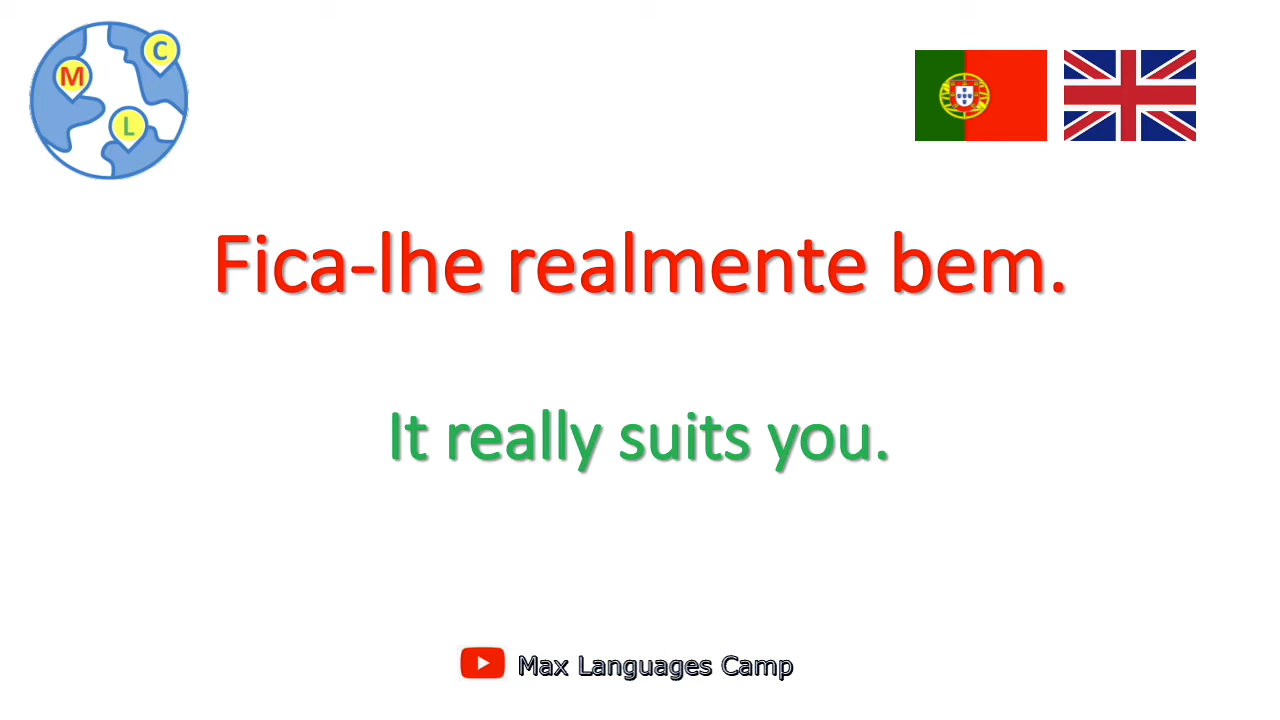 M
C
L
Fica-lhe realmente bem.
It really suits you.
Max Languages Camp